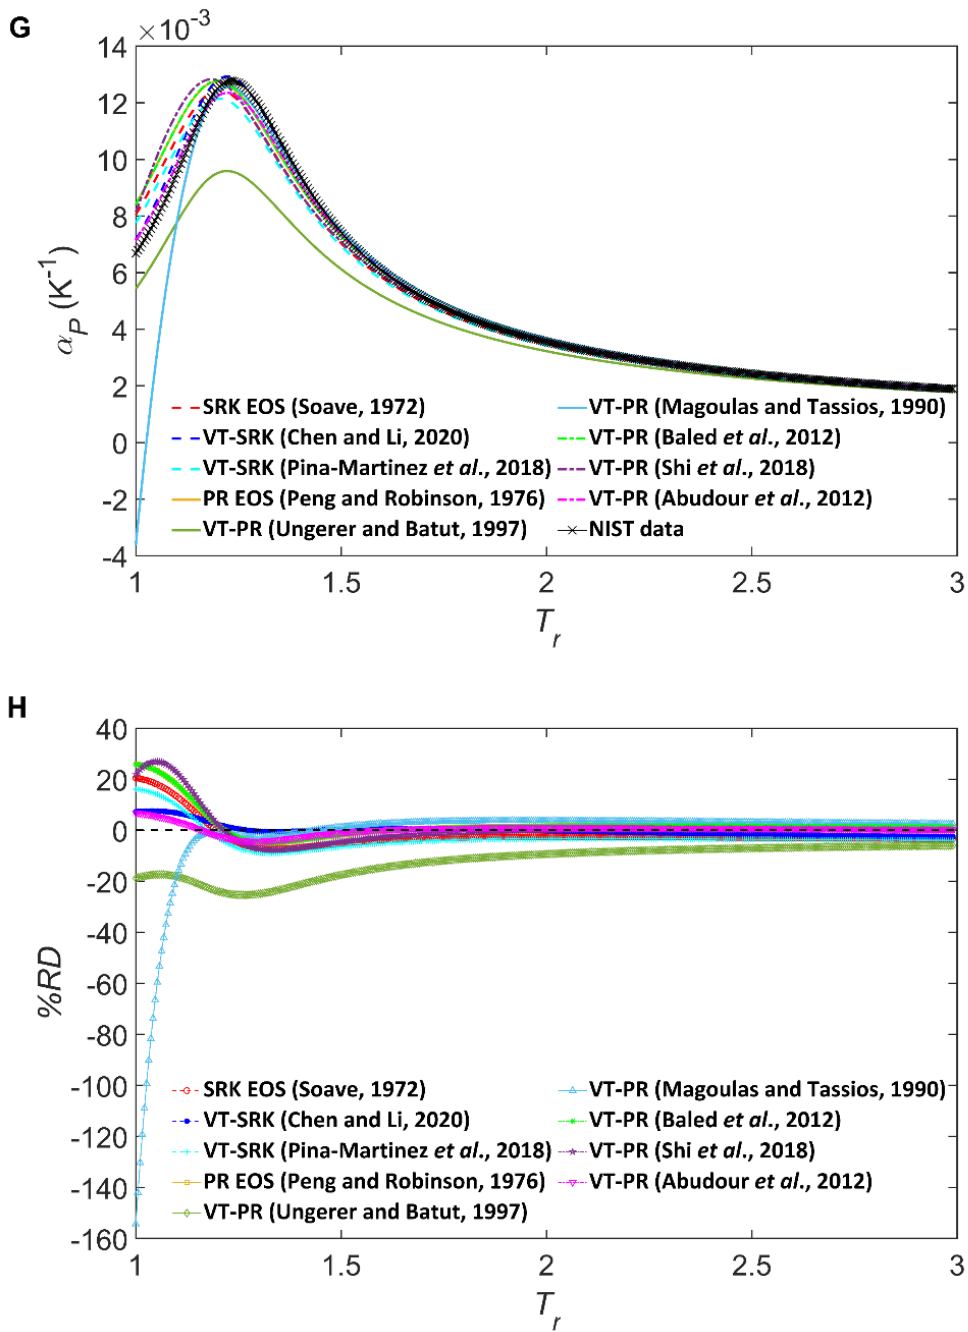 G
×10⁻³
14
12
10
8
6
4
2
0
-2
-4
α_P (K⁻¹)
SRK EOS (Soave, 1972)
VT-SRK (Chen and Li, 2020)
VT-SRK (Pina-Martinez et al., 2018)
PR EOS (Peng and Robinson, 1976)
VT-PR (Ungerer and Batut, 1997)
VT-PR (Magoulas and Tassios, 1990)
VT-PR (Baled et al., 2012)
VT-PR (Shi et al., 2018)
VT-PR (Abudour et al., 2012)
NIST data
1 1.5 2 2.5 3
T_r
H
40
20
0
-20
-40
-60
-80
-100
-120
-140
-160
%RD
SRK EOS (Soave, 1972)
VT-SRK (Chen and Li, 2020)
VT-SRK (Pina-Martinez et al., 2018)
PR EOS (Peng and Robinson, 1976)
VT-PR (Ungerer and Batut, 1997)
VT-PR (Magoulas and Tassios, 1990)
VT-PR (Baled et al., 2012)
VT-PR (Shi et al., 2018)
VT-PR (Abudour et al., 2012)
1 1.5 2 2.5 3
T_r